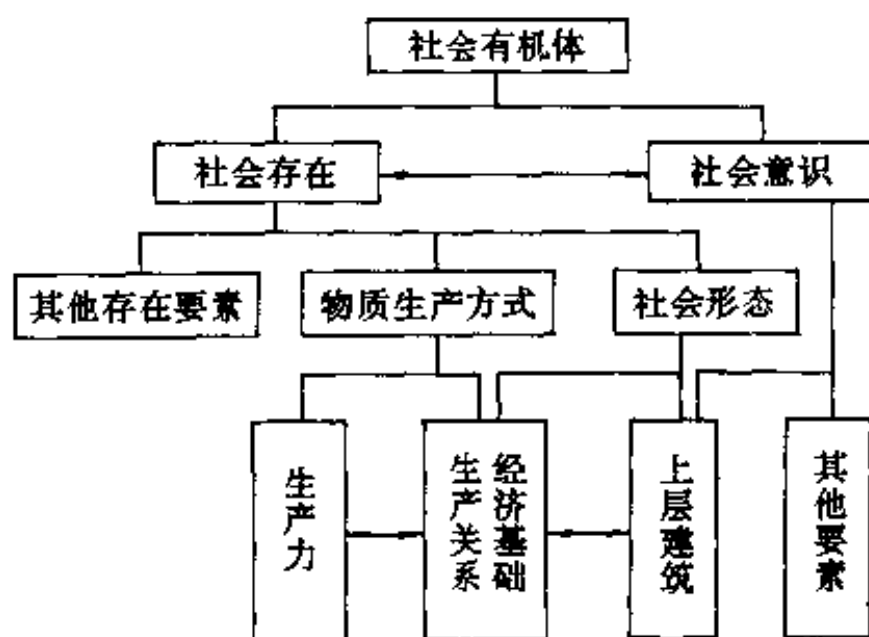 社会有机体
社会存在
社会意识
其他存在要素
物质生产方式
社会形态
生产力
生产关系
经济基础
上层建筑
其他要素